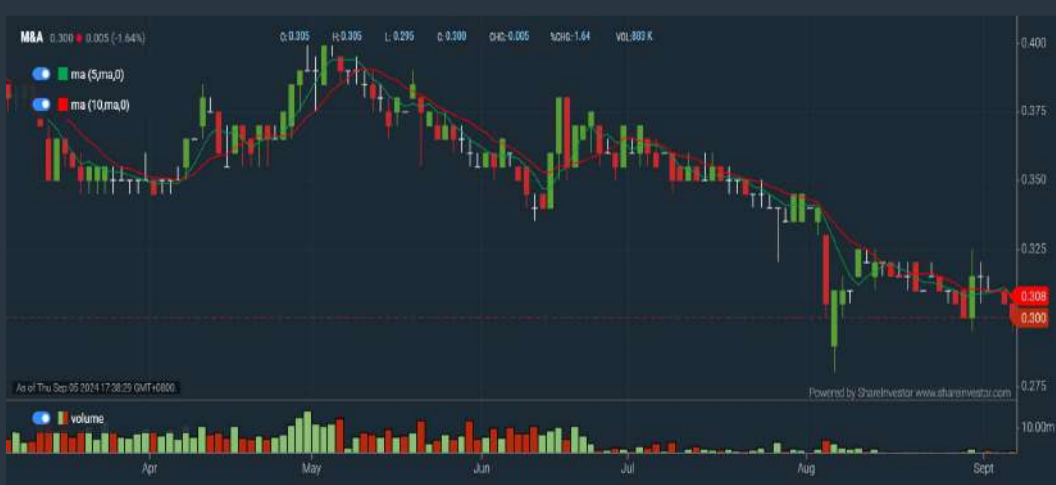 M&A 0.300 0.005 (-1.64%) O:0.305 H:0.305 L: 0.295 C:0.300 CHG:-0.005 %CHG:-1.64 VOL:883 K
0.400
ma (5,ma,0)
ma (10,ma,0)
0.375
0.350
0.325
0.308
0.300
As of Thu Sep 05 2024 17:38:29 GMT+0800.
Powered by ShareInvestor www.shareinvestor.com
0.275
volume
10.00m
Apr May Jun Jul Aug Sept